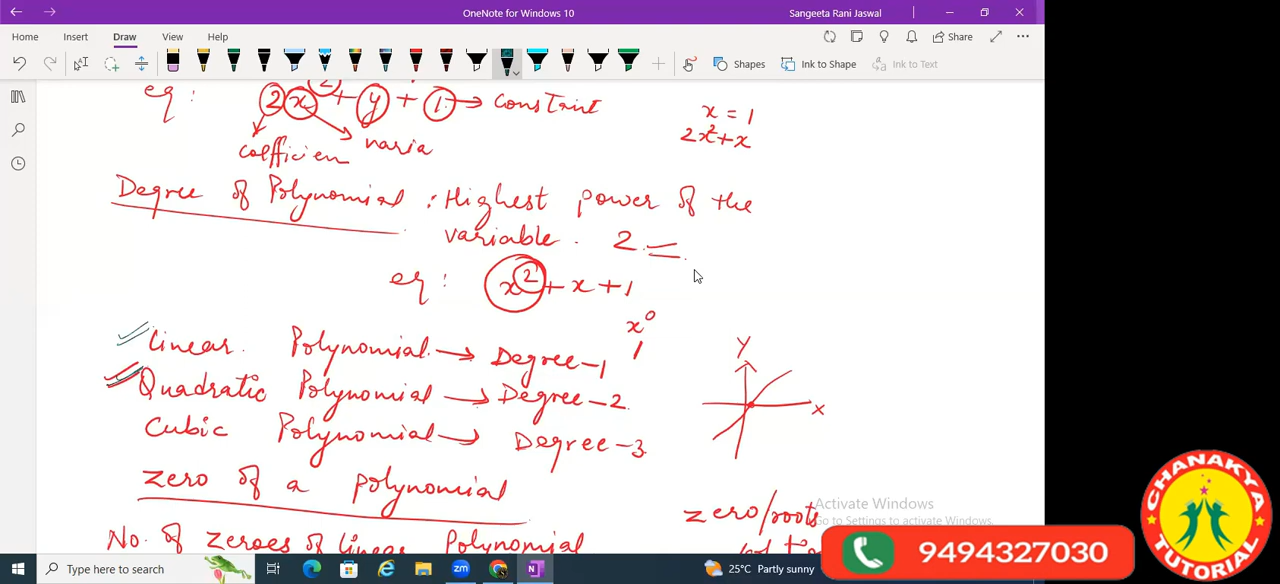 OneNote for Windows 10
Sangeeta Rani Jaswal
Home Insert Draw View Help
Share
Shapes
Ink to Shape
Ink to Text
eg: 2x² + y + 1 → constant
coefficien varia
x = 1
2x² + x
Degree of Polynomial : Highest power of the
variable. 2
eg: x² + x + 1
x⁰
1
Linear Polynomial → Degree-1
Quadratic Polynomial → Degree-2
Cubic Polynomial → Degree-3
Y
X
Zero of a polynomial
No. of zeroes of linear Polynomial
zero/roots
Activate Windows
Go to Settings to activate Windows.
CHANAKYA
TUTORIAL
9494327030
Type here to search
25°C Partly sunny